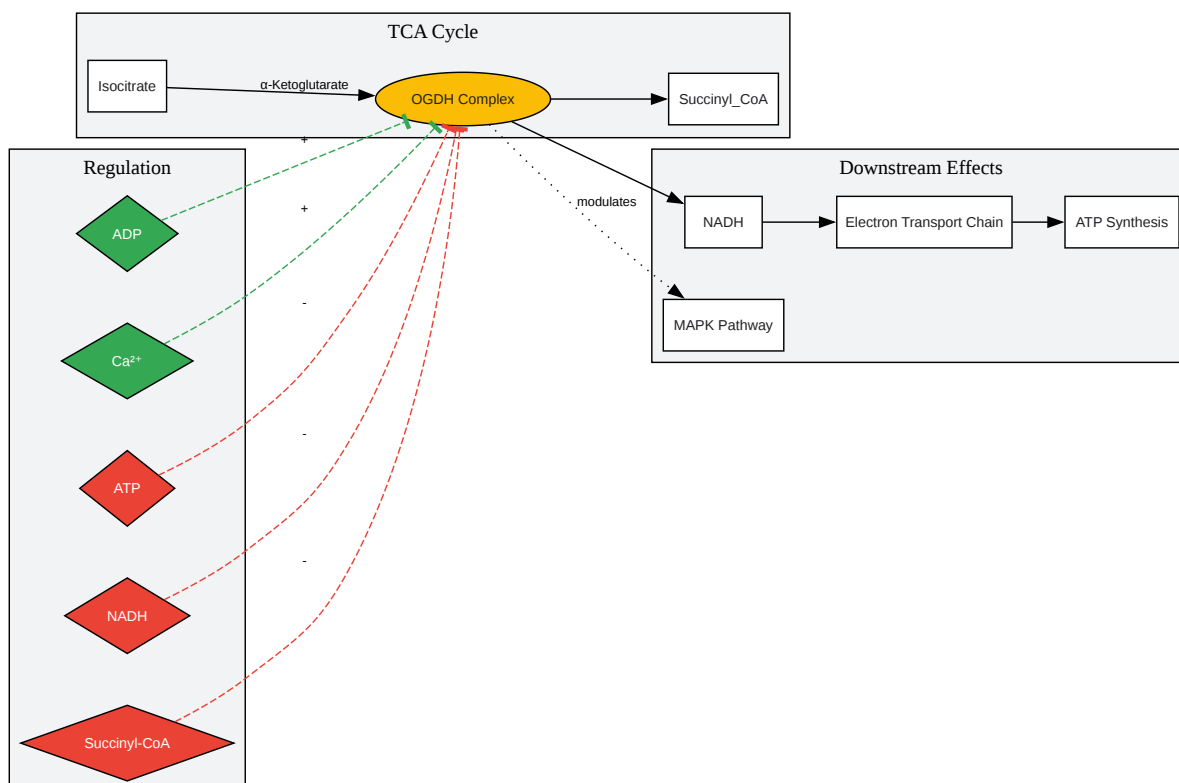 TCA Cycle
Isocitrate
α-Ketoglutarate
OGDH Complex
Succinyl_CoA
Regulation
ADP
Ca²⁺
ATP
NADH
Succinyl-CoA
+
+
-
-
-
modulates
Downstream Effects
NADH
Electron Transport Chain
ATP Synthesis
MAPK Pathway